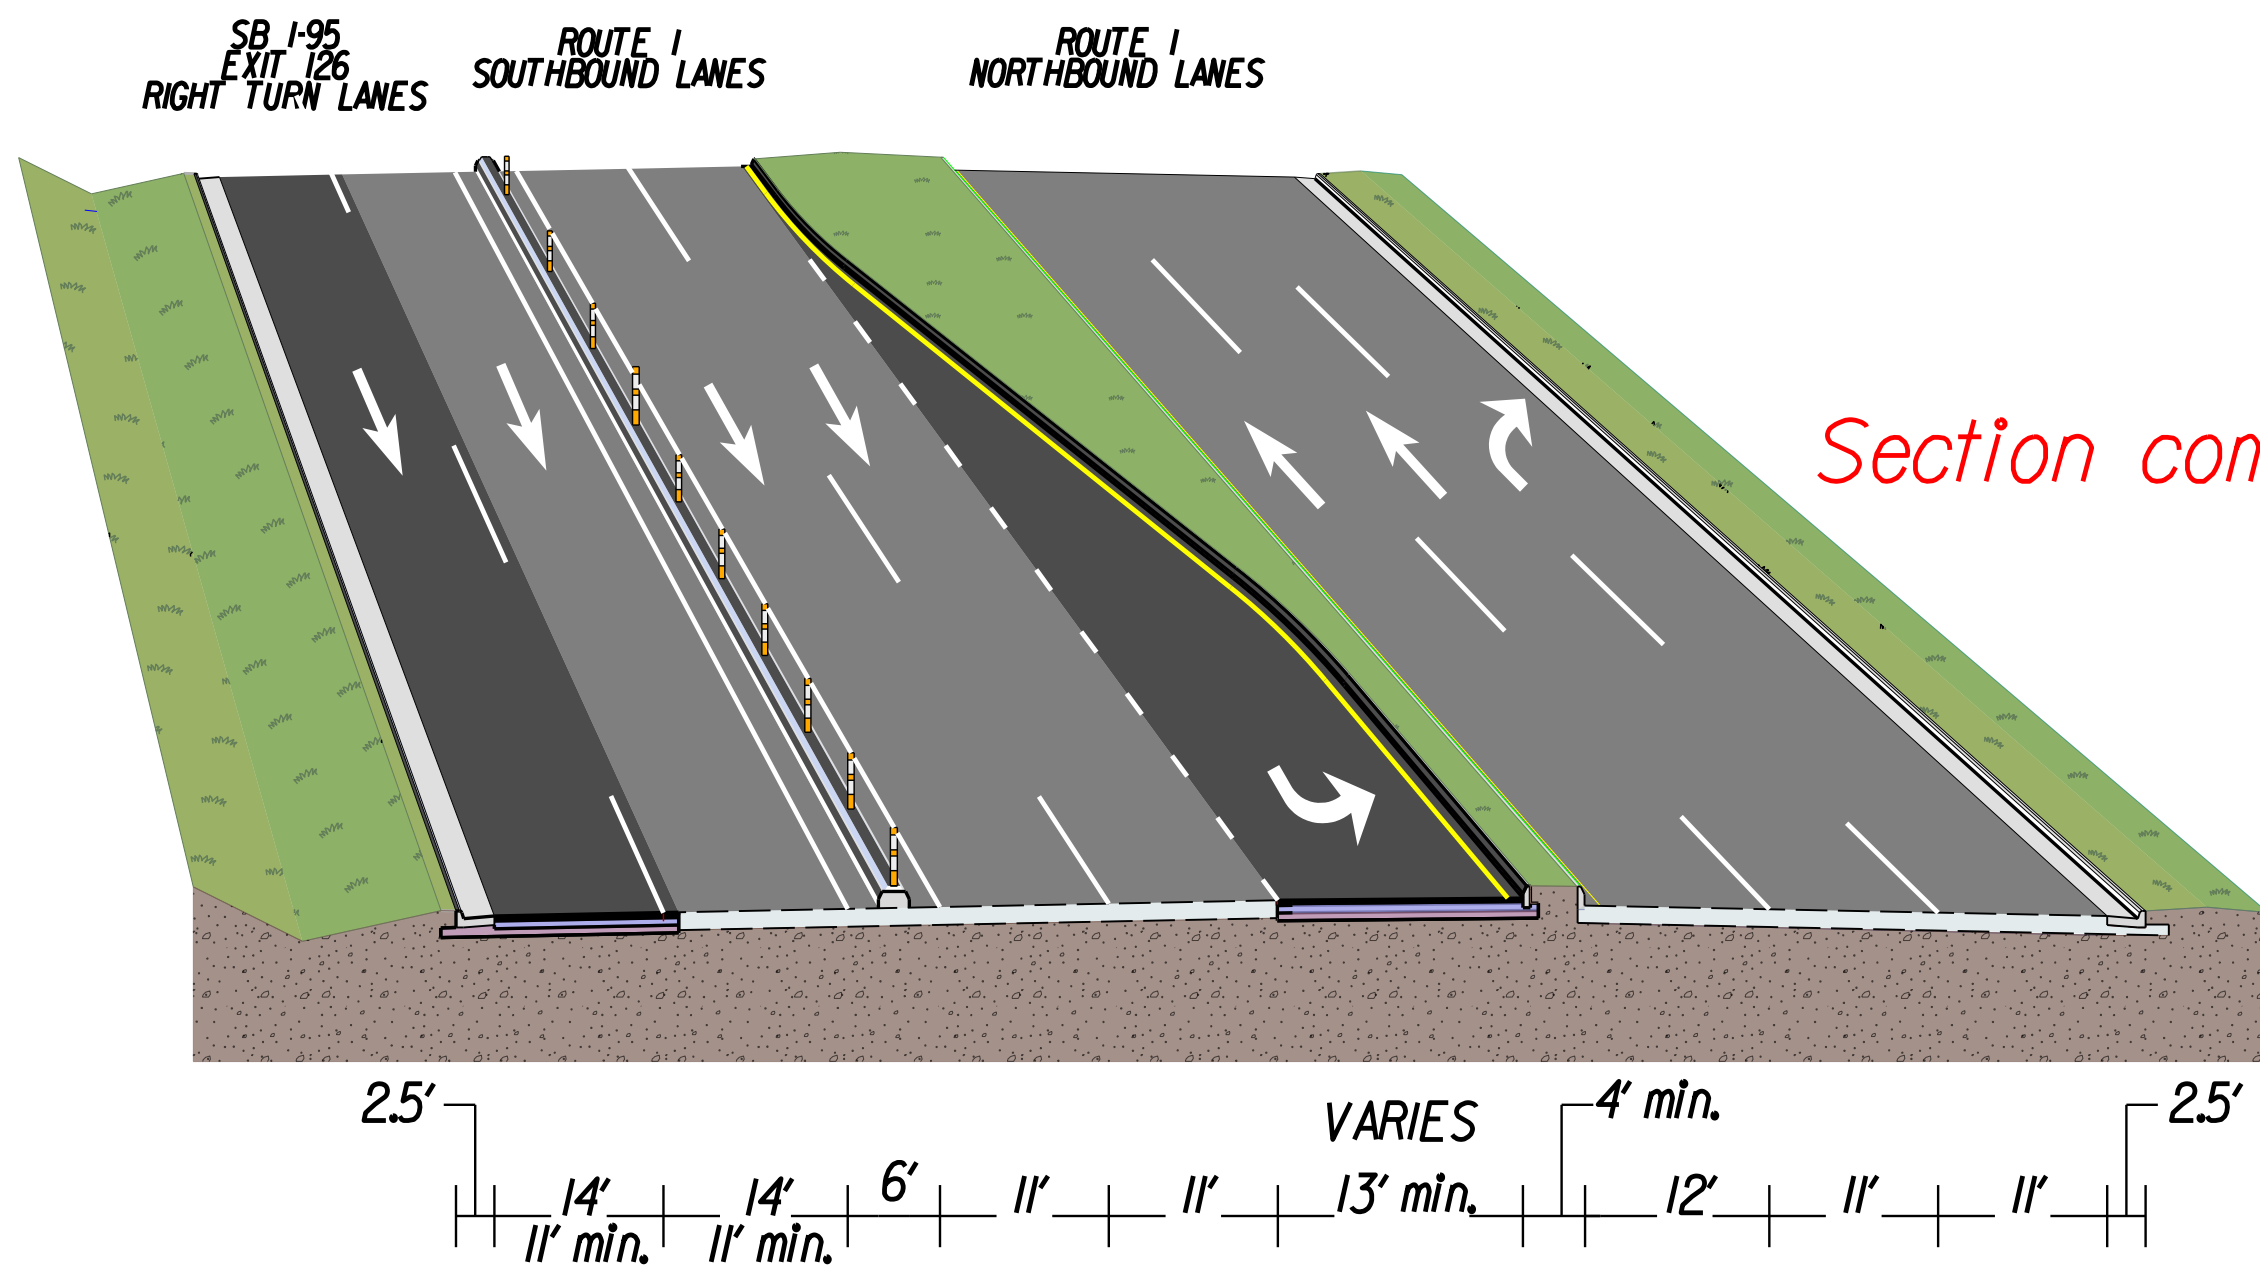 SB I-95
EXIT 126
RIGHT TURN LANES
ROUTE 1
SOUTHBOUND LANES
ROUTE 1
NORTHBOUND LANES
Section con
2.5'
VARIES
4' min.
2.5'
14'
14'
6'
11'
11'
13' min.
12'
11'
11'
11' min.
11' min.